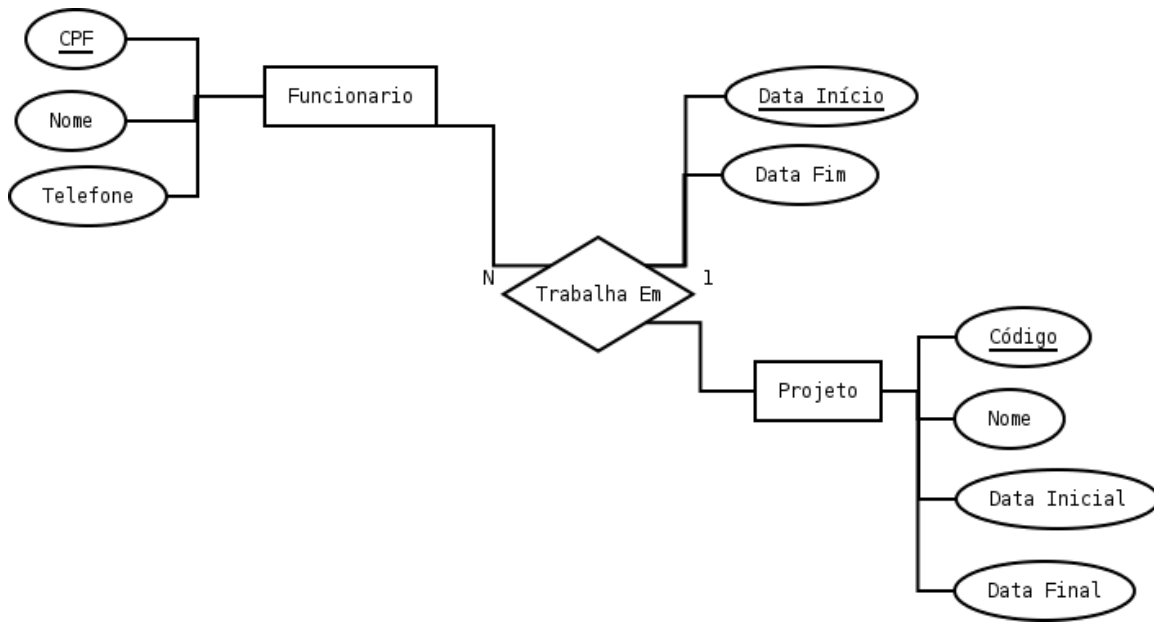 CPF
Funcionario
Nome
Telefone
Data Início
Data Fim
N
1
Trabalha Em
Código
Projeto
Nome
Data Inicial
Data Final